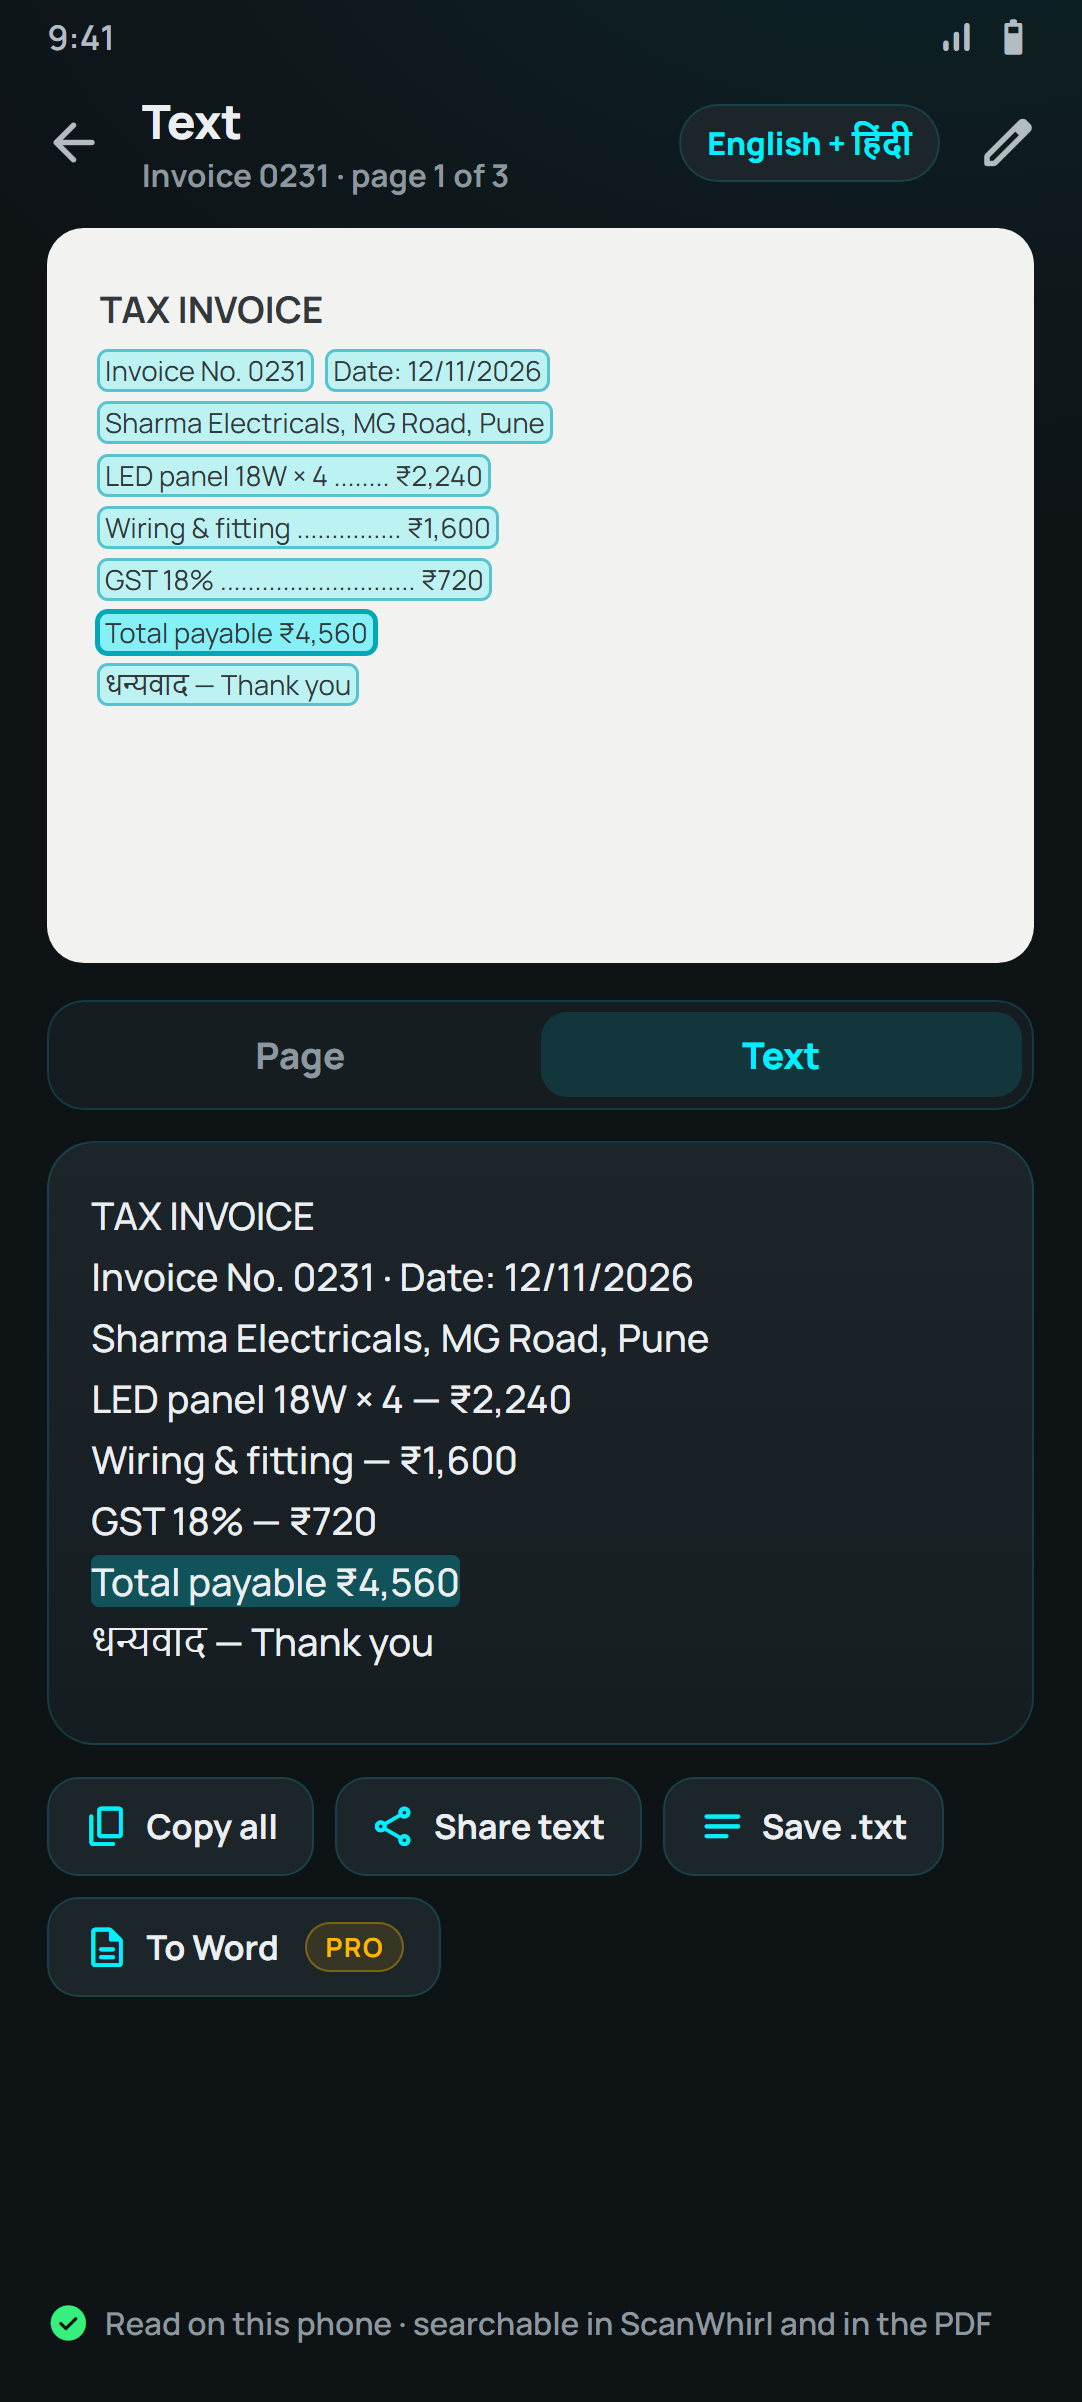 9:41
Text
Invoice 0231 · page 1 of 3
English + हिंदी
TAX INVOICE
Invoice No. 0231 Date: 12/11/2026
Sharma Electricals, MG Road, Pune
LED panel 18W × 4 ........ ₹2,240
Wiring & fitting ............... ₹1,600
GST 18% ............................ ₹720
Total payable ₹4,560
धन्यवाद — Thank you
Page
Text
TAX INVOICE
Invoice No. 0231 · Date: 12/11/2026
Sharma Electricals, MG Road, Pune
LED panel 18W × 4 — ₹2,240
Wiring & fitting — ₹1,600
GST 18% — ₹720
Total payable ₹4,560
धन्यवाद — Thank you
Copy all
Share text
Save .txt
To Word PRO
Read on this phone · searchable in ScanWhirl and in the PDF